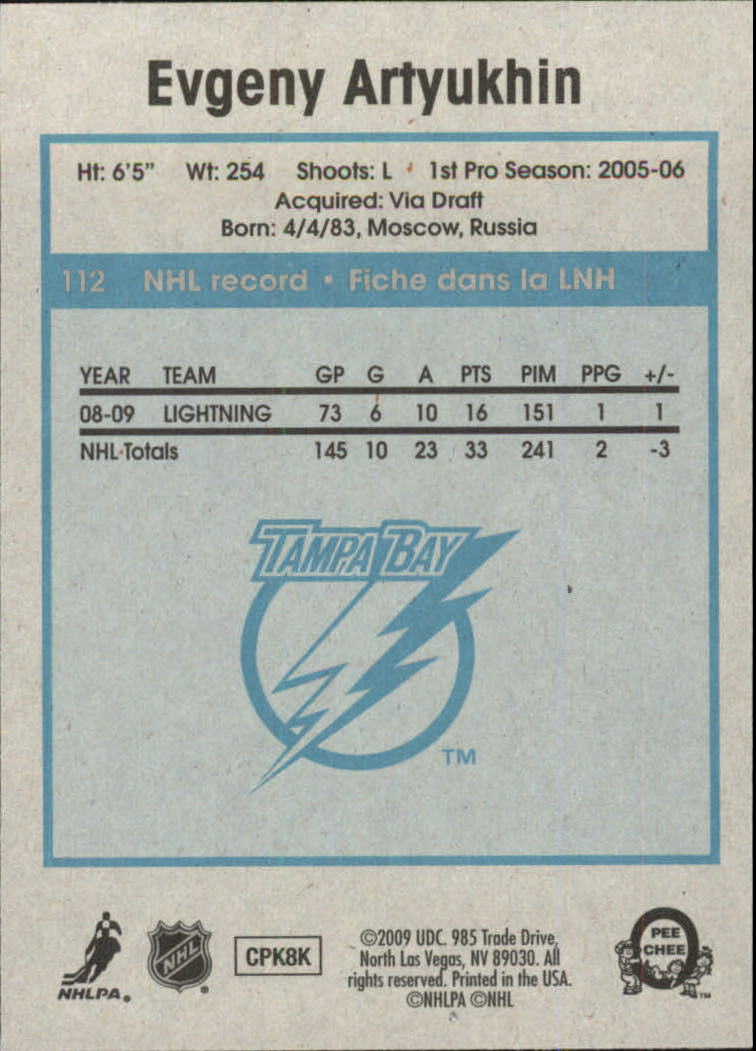 Evgeny Artyukhin
Ht: 6'5" Wt: 254 Shoots: L • 1st Pro Season: 2005-06
Acquired: Via Draft
Born: 4/4/83, Moscow, Russia
112 NHL record • Fiche dans la LNH
YEAR TEAM GP G A PTS PIM PPG +/-
08-09 LIGHTNING 73 6 10 16 151 1 1
NHL Totals 145 10 23 33 241 2 -3
TAMPA BAY
TM
NHLPA®
NHL®
CPK8K
©2009 UDC. 985 Trade Drive,
North Las Vegas, NV 89030. All
rights reserved. Printed in the USA.
©NHLPA ©NHL
O PEE
CHEE
TM